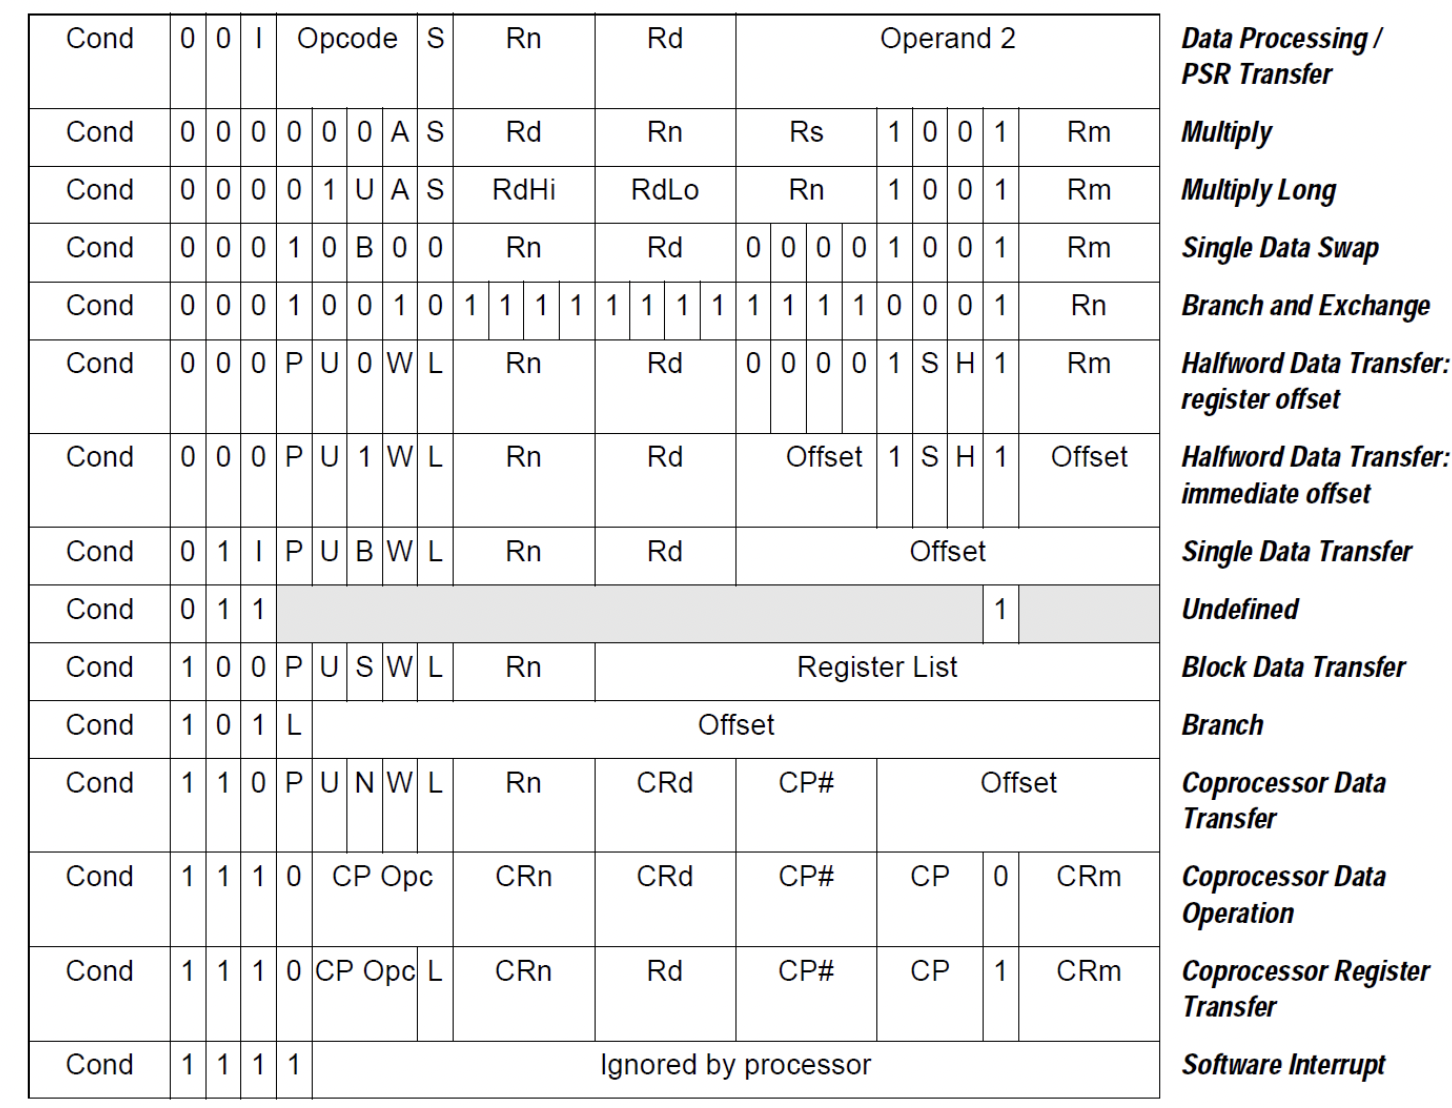 Cond 0 0 I Opcode S Rn Rd Operand 2 Data Processing /
PSR Transfer
Cond 0 0 0 0 0 0 A S Rd Rn Rs 1 0 0 1 Rm Multiply
Cond 0 0 0 0 1 U A S RdHi RdLo Rn 1 0 0 1 Rm Multiply Long
Cond 0 0 0 1 0 B 0 0 Rn Rd 0 0 0 0 1 0 0 1 Rm Single Data Swap
Cond 0 0 0 1 0 0 1 0 1 1 1 1 1 1 1 1 1 1 1 1 0 0 0 1 Rn Branch and Exchange
Cond 0 0 0 P U 0 W L Rn Rd 0 0 0 0 1 S H 1 Rm Halfword Data Transfer:
register offset
Cond 0 0 0 P U 1 W L Rn Rd Offset 1 S H 1 Offset Halfword Data Transfer:
immediate offset
Cond 0 1 I P U B W L Rn Rd Offset Single Data Transfer
Cond 0 1 1 1 Undefined
Cond 1 0 0 P U S W L Rn Register List Block Data Transfer
Cond 1 0 1 L Offset Branch
Cond 1 1 0 P U N W L Rn CRd CP# Offset Coprocessor Data
Transfer
Cond 1 1 1 0 CP Opc CRn CRd CP# CP 0 CRm Coprocessor Data
Operation
Cond 1 1 1 0 CP Opc L CRn Rd CP# CP 1 CRm Coprocessor Register
Transfer
Cond 1 1 1 1 Ignored by processor Software Interrupt